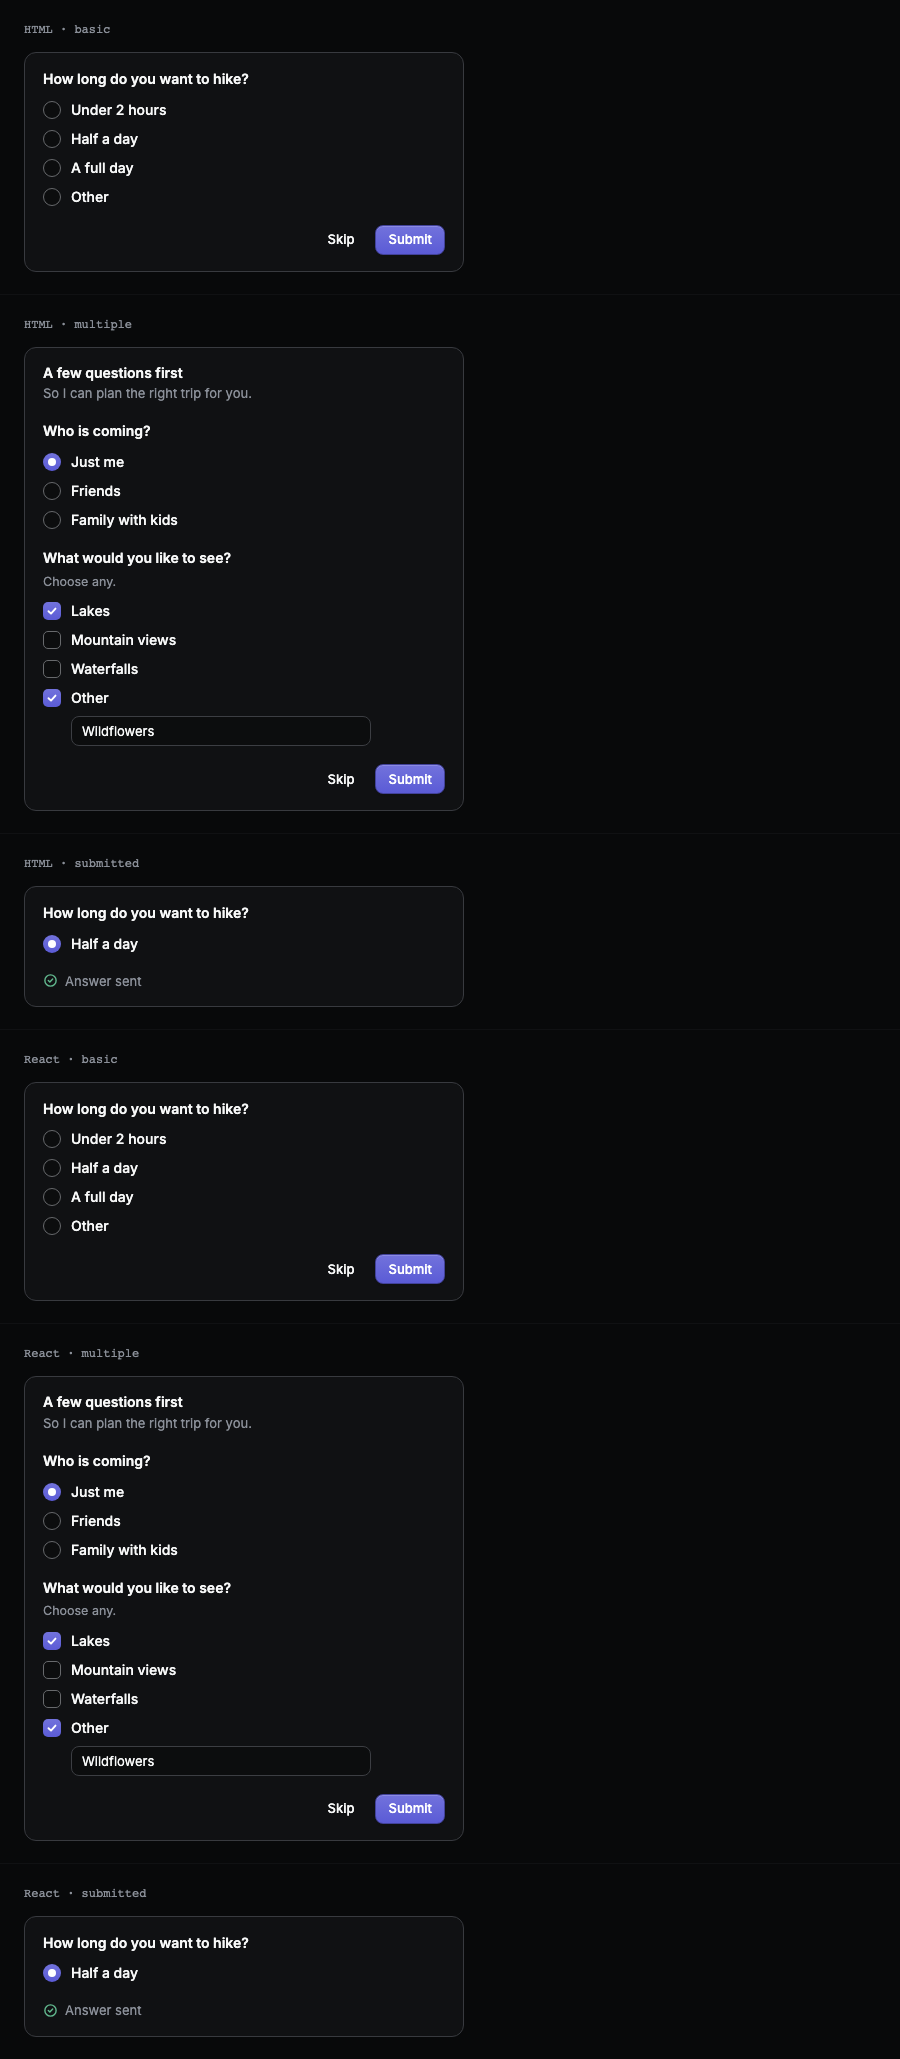 HTML · basic
How long do you want to hike?
Under 2 hours
Half a day
A full day
Other
Skip Submit
HTML · multiple
A few questions first
So I can plan the right trip for you.
Who is coming?
Just me
Friends
Family with kids
What would you like to see?
Choose any.
Lakes
Mountain views
Waterfalls
Other
Wildflowers
Skip Submit
HTML · submitted
How long do you want to hike?
Half a day
Answer sent
React · basic
How long do you want to hike?
Under 2 hours
Half a day
A full day
Other
Skip Submit
React · multiple
A few questions first
So I can plan the right trip for you.
Who is coming?
Just me
Friends
Family with kids
What would you like to see?
Choose any.
Lakes
Mountain views
Waterfalls
Other
Wildflowers
Skip Submit
React · submitted
How long do you want to hike?
Half a day
Answer sent